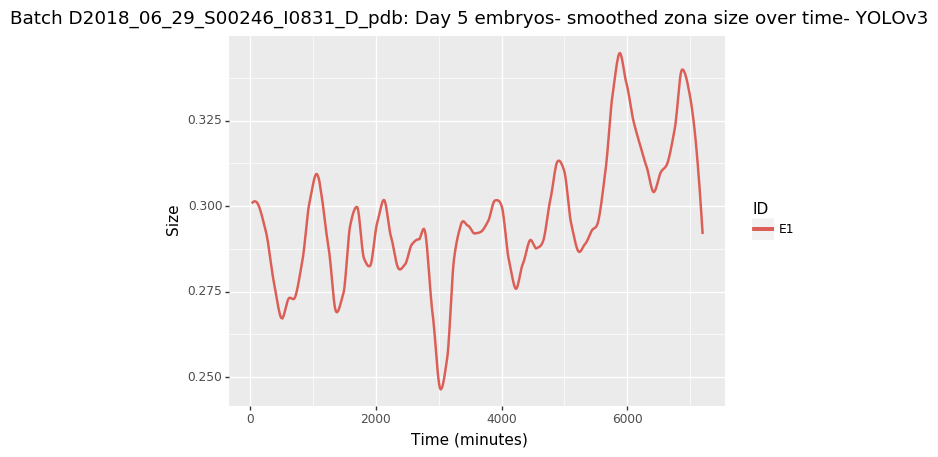 Batch D2018_06_29_S00246_I0831_D_pdb: Day 5 embryos- smoothed zona size over time- YOLOv3
0.325
0.300
0.275
0.250
Size
0
2000
4000
6000
Time (minutes)
ID
E1